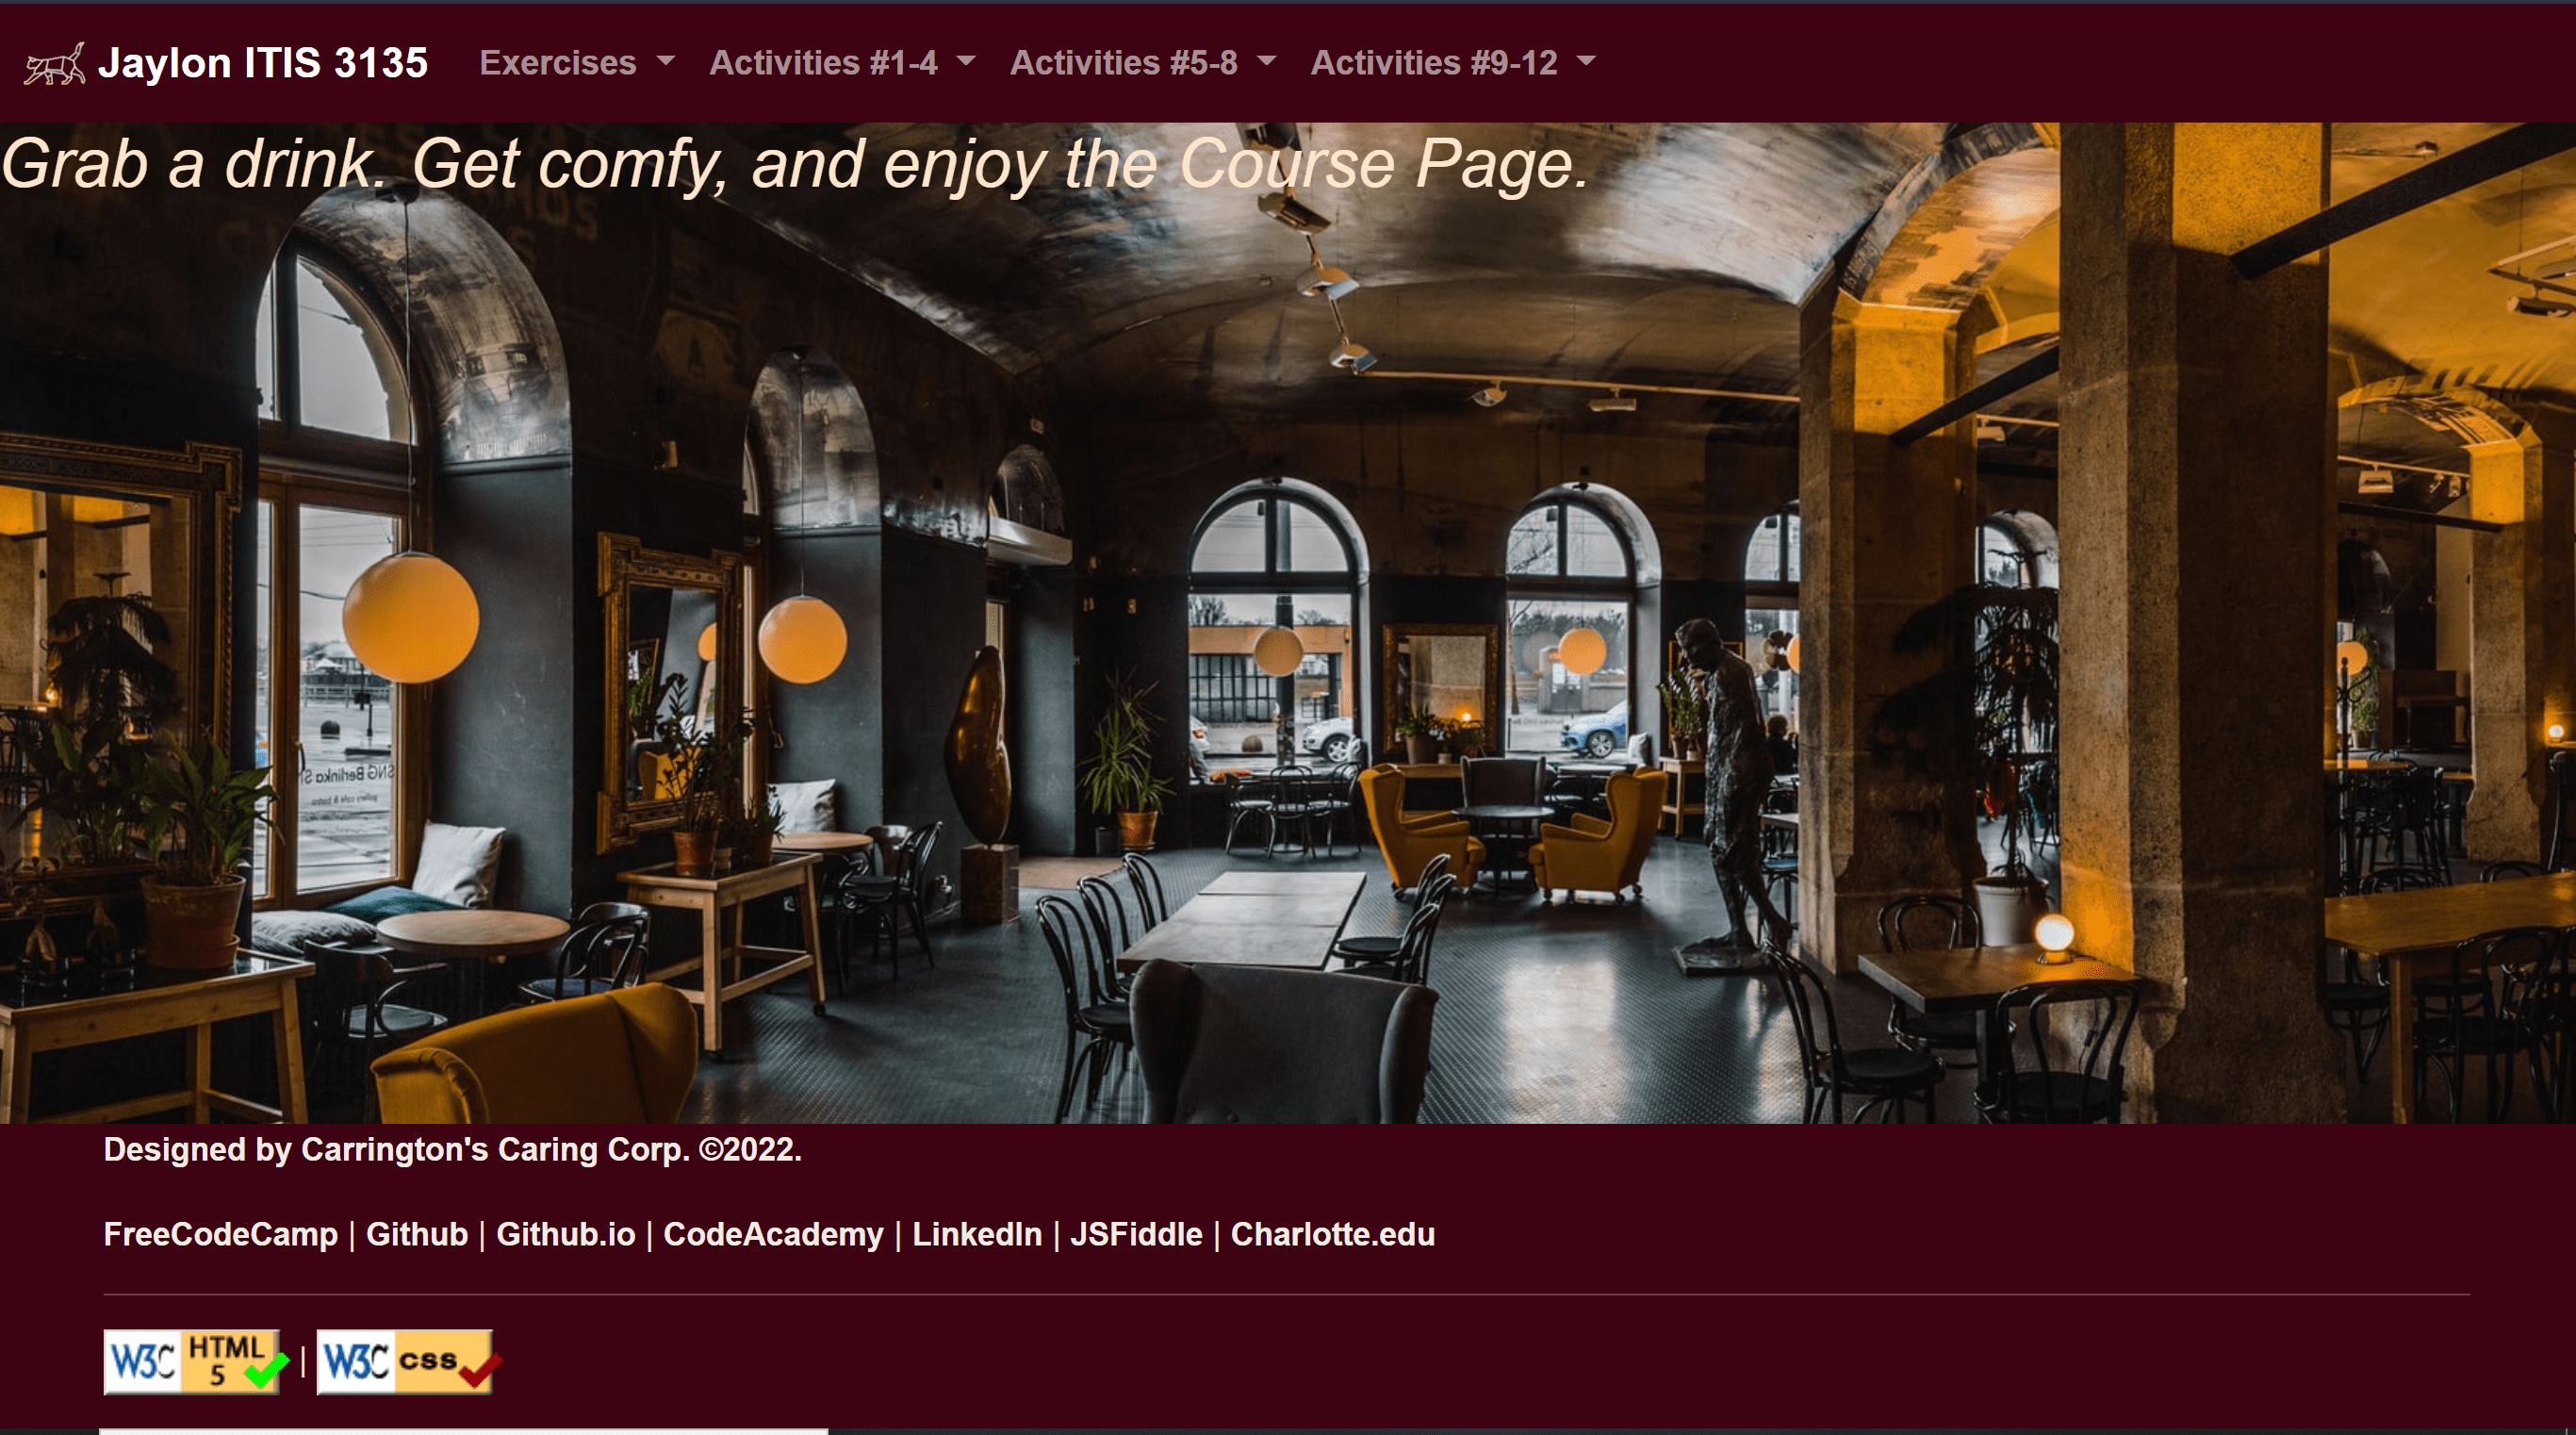 Jaylon ITIS 3135 Exercises Activities #1-4 Activities #5-8 Activities #9-12
Grab a drink. Get comfy, and enjoy the Course Page.
SNG Berlinka
Designed by Carrington's Caring Corp. ©2022.
FreeCodeCamp | Github | Github.io | CodeAcademy | LinkedIn | JSFiddle | Charlotte.edu
W3C HTML 5 | W3C css